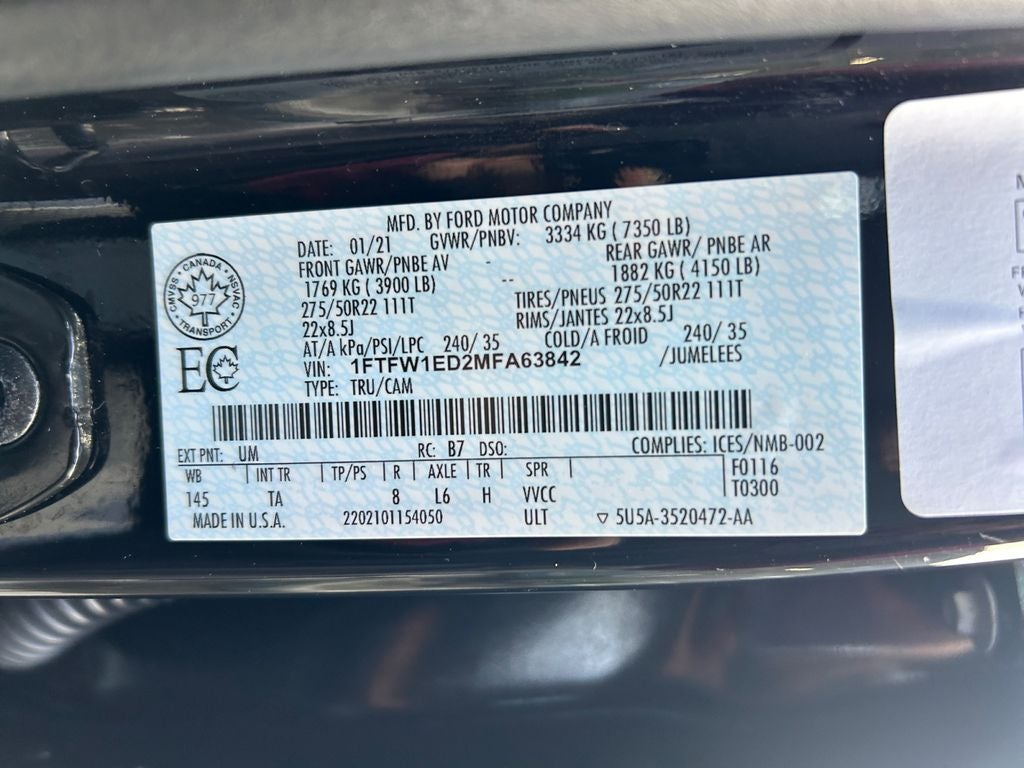 MFD. BY FORD MOTOR COMPANY
DATE: 01/21 GVWR/PNBV: 3334 KG ( 7350 LB)
FRONT GAWR/PNBE AV - REAR GAWR/ PNBE AR
1769 KG ( 3900 LB) -- 1882 KG ( 4150 LB)
275/50R22 111T TIRES/PNEUS 275/50R22 111T
22x8.5J RIMS/JANTES 22x8.5J
AT/A kPa/PSI/LPC 240/ 35 COLD/A FROID 240/ 35
VIN: 1FTFW1ED2MFA63842 /JUMELEES
TYPE: TRU/CAM
CANADA
CMVSS NSVAC
977
TRANSPORT
EC
EXT PNT: UM RC: B7 DSO: COMPLIES: ICES/NMB-002
WB INT TR TP/PS R AXLE TR SPR F0116
145 TA 8 L6 H VVCC T0300
MADE IN U.S.A. 2202101154050 ULT ▽ 5U5A-3520472-AA